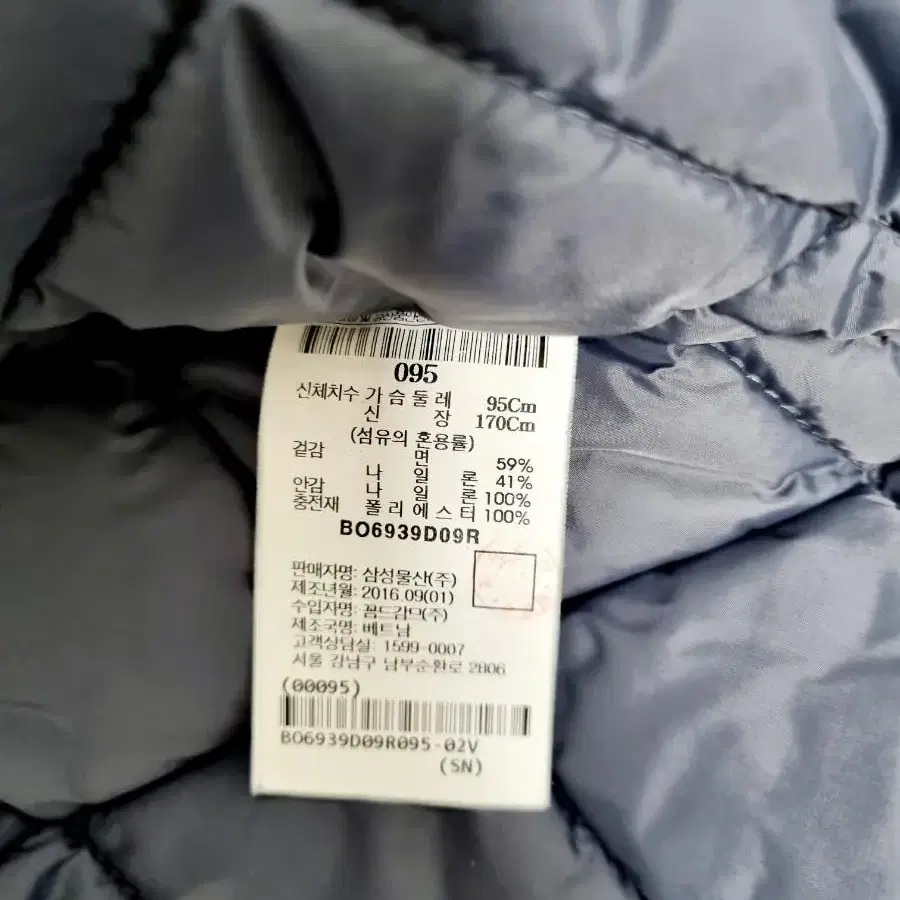 095
신체치수 가 슴 둘 레 95Cm
신 장 170Cm
(섬유의 혼용률)
겉감 면 59%
나 일 론 41%
안감 나 일 론 100%
충전재 폴 리 에 스 터 100%
BO6939D09R
판매자명: 삼성물산(주)
제조년월: 2016.09(01)
수입자명: 꼼드감므(주)
제조국명: 베트남
고객상담실: 1599-0007
서울 강남구 남부순환로 2806
(00095)
BO6939D09R095-02V
(SN)